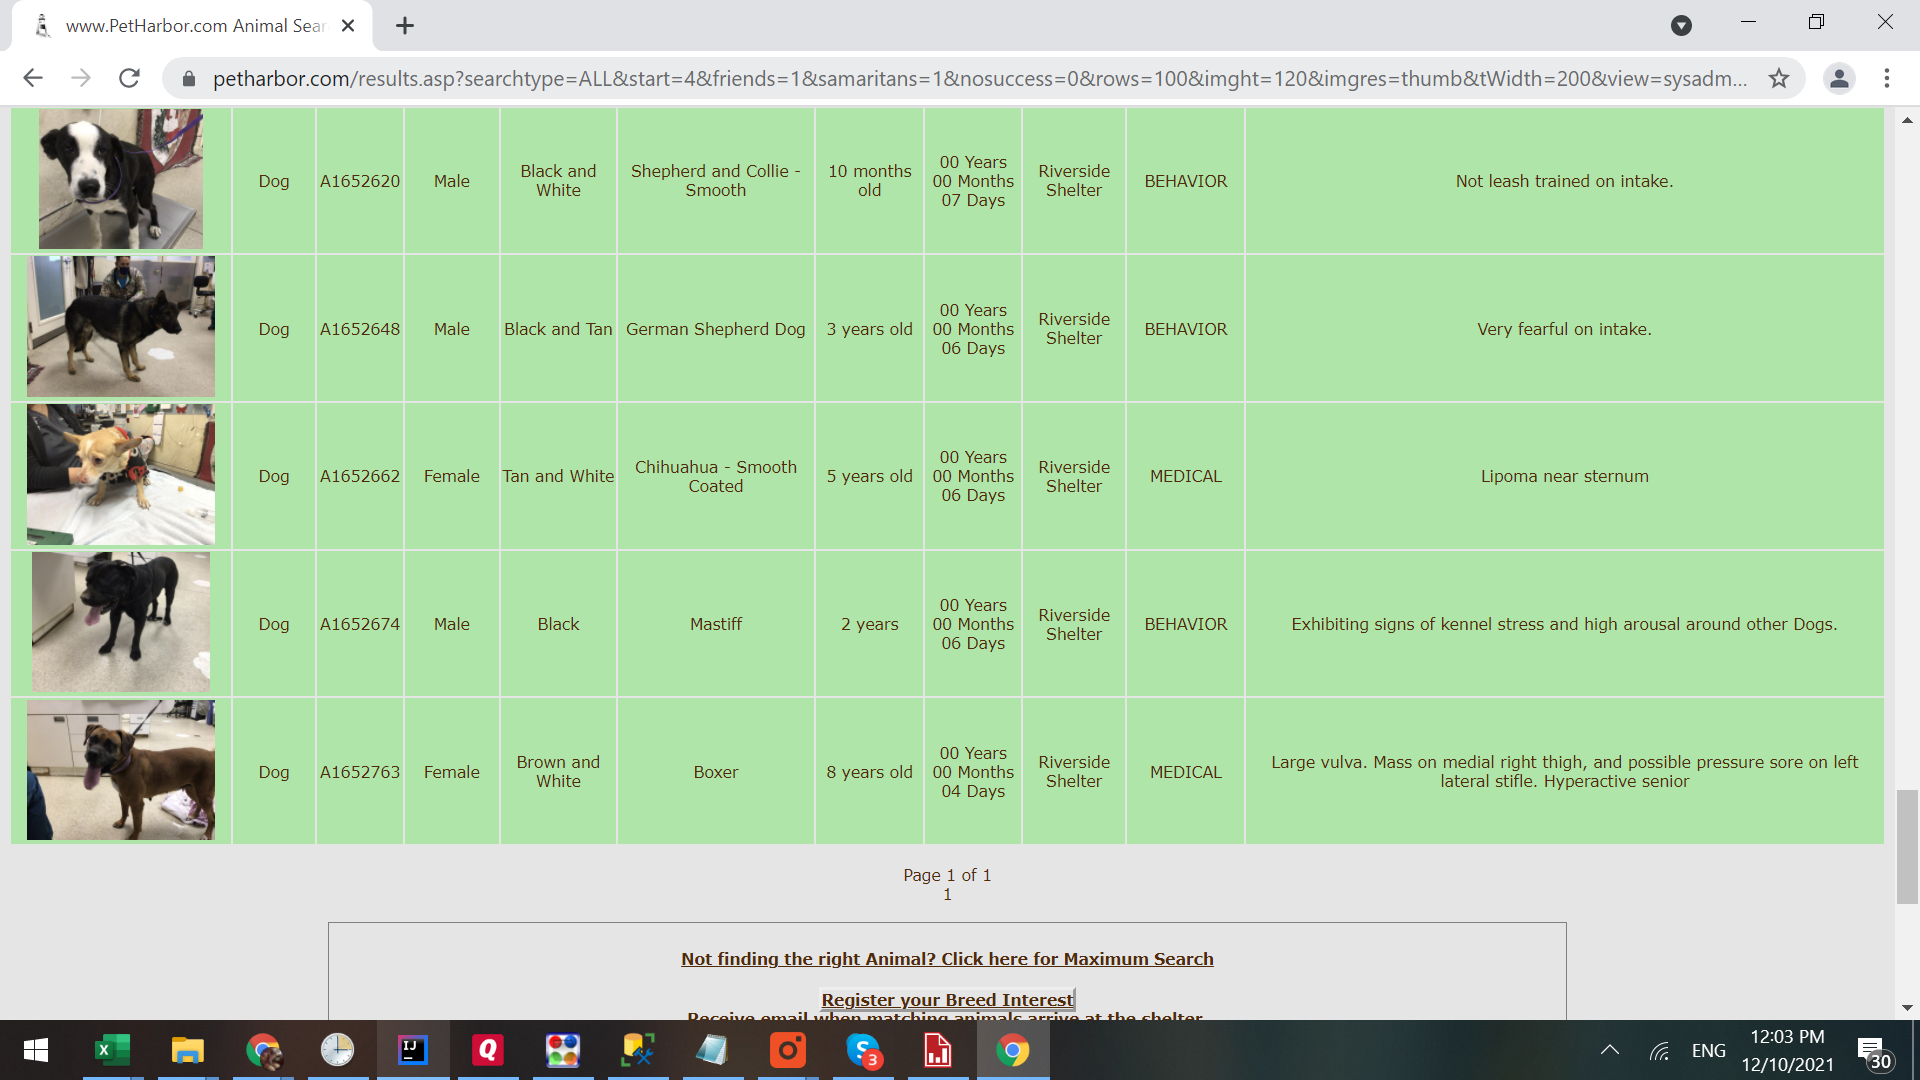 www.PetHarbor.com Animal Sear
petharbor.com/results.asp?searchtype=ALL&start=4&friends=1&samaritans=1&nosuccess=0&rows=100&imght=120&imgres=thumb&tWidth=200&view=sysadm...
Dog
A1652620
Male
Black and
White
Shepherd and Collie -
Smooth
10 months
old
00 Years
00 Months
07 Days
Riverside
Shelter
BEHAVIOR
Not leash trained on intake.
Dog
A1652648
Male
Black and Tan
German Shepherd Dog
3 years old
00 Years
00 Months
06 Days
Riverside
Shelter
BEHAVIOR
Very fearful on intake.
Dog
A1652662
Female
Tan and White
Chihuahua - Smooth
Coated
5 years old
00 Years
00 Months
06 Days
Riverside
Shelter
MEDICAL
Lipoma near sternum
Dog
A1652674
Male
Black
Mastiff
2 years
00 Years
00 Months
06 Days
Riverside
Shelter
BEHAVIOR
Exhibiting signs of kennel stress and high arousal around other Dogs.
Dog
A1652763
Female
Brown and
White
Boxer
8 years old
00 Years
00 Months
04 Days
Riverside
Shelter
MEDICAL
Large vulva. Mass on medial right thigh, and possible pressure sore on left
lateral stifle. Hyperactive senior
Page 1 of 1
1
Not finding the right Animal? Click here for Maximum Search
Register your Breed Interest
Receive email when matching animals arrive at the shelter
X
IJ
Q
S
3
ENG
12:03 PM
12/10/2021
30